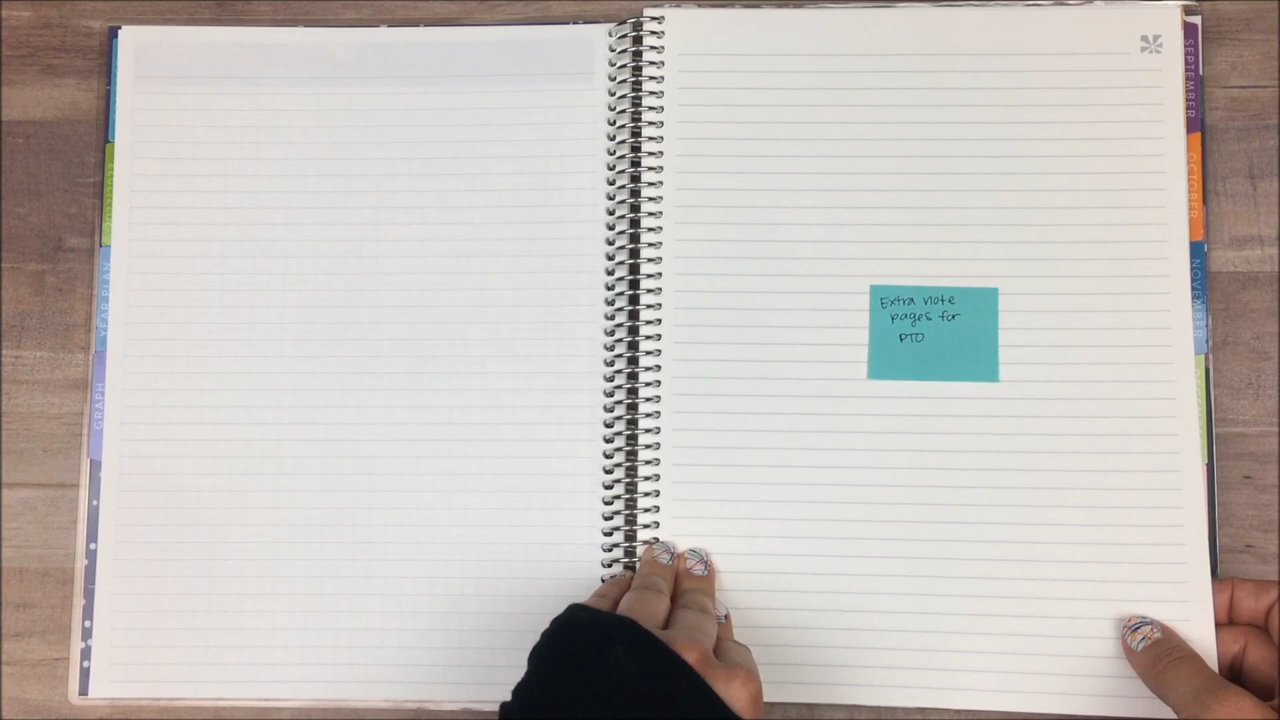 YEAR PLAN
GRAPH
Extra note
pages for
PTO
SEPTEMBER
OCTOBER
NOVEMBER